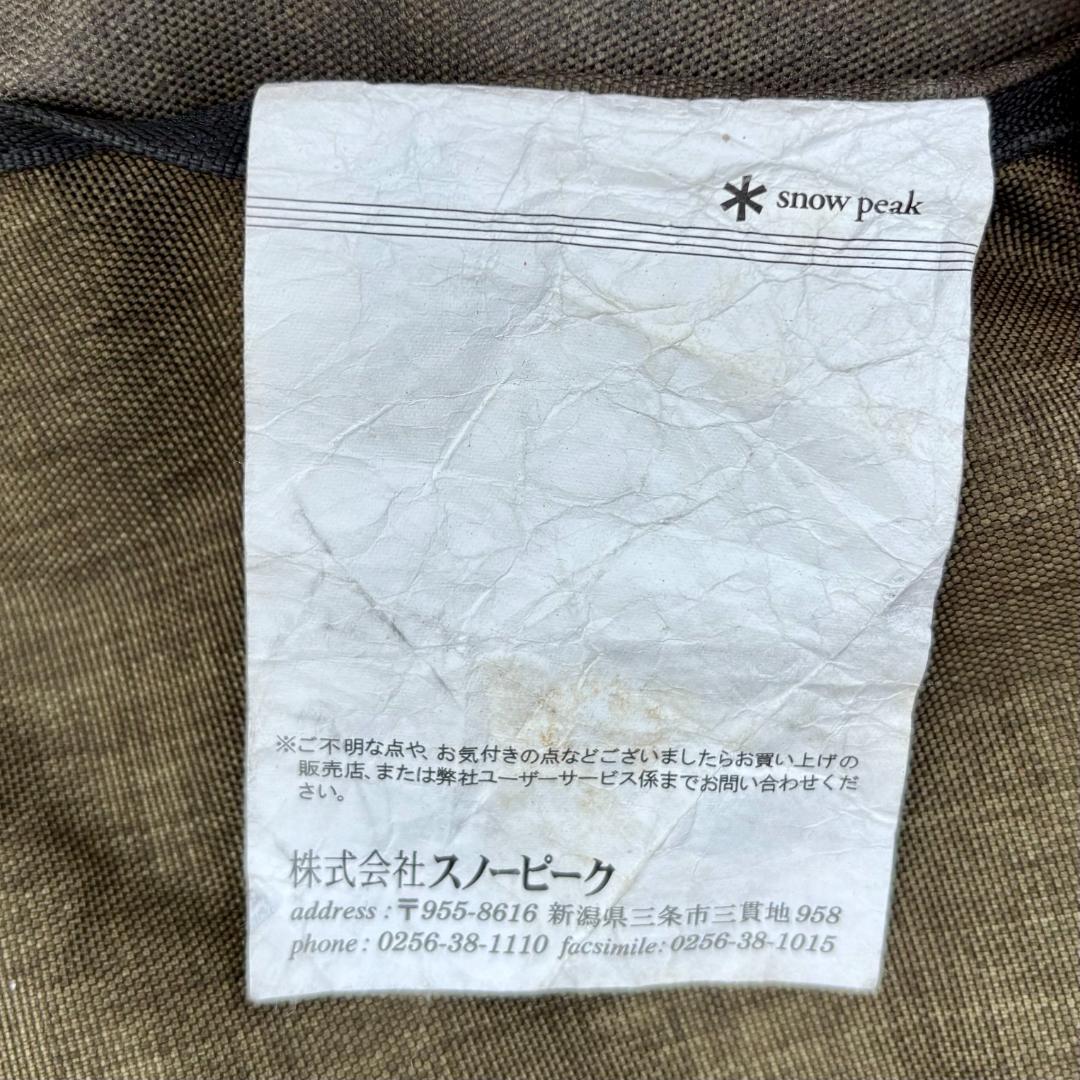 snow peak
※ご不明な点や、お気付きの点などございましたらお買い上げの
販売店、または弊社ユーザーサービス係までお問い合わせくだ
さい。
株式会社スノーピーク
address : 〒955-8616 新潟県三条市三貫地958
phone : 0256-38-1110 facsimile: 0256-38-1015